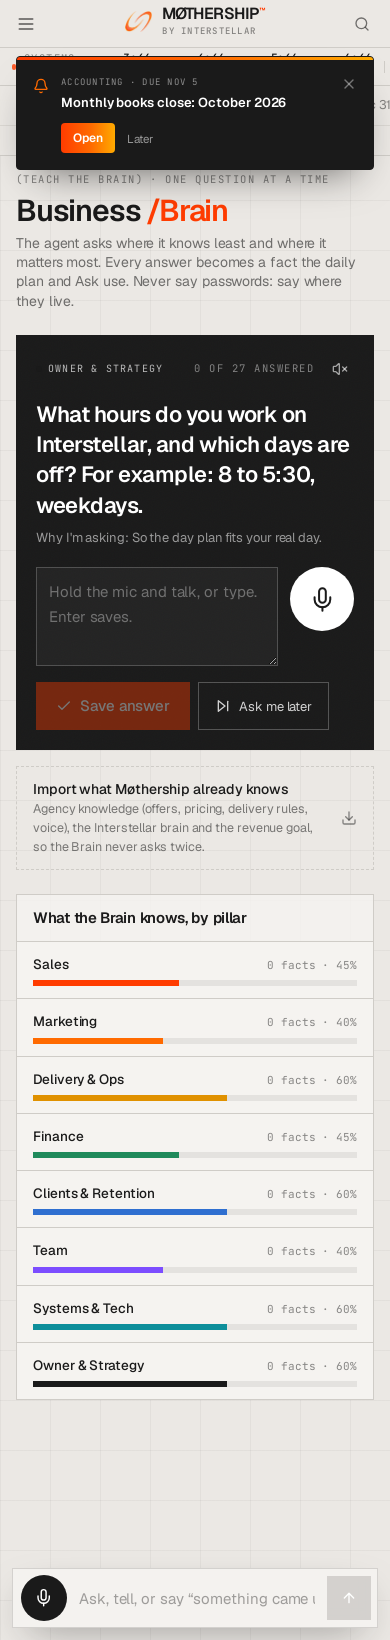 MØTHERSHIP™
BY INTERSTELLAR
ACCOUNTING · DUE NOV 5
Monthly books close: October 2026
Open
Later
(TEACH THE BRAIN) · ONE QUESTION AT A TIME
Business /Brain
The agent asks where it knows least and where it
matters most. Every answer becomes a fact the daily
plan and Ask use. Never say passwords: say where
they live.
OWNER & STRATEGY
0 OF 27 ANSWERED
What hours do you work on
Interstellar, and which days are
off? For example: 8 to 5:30,
weekdays.
Why I'm asking: So the day plan fits your real day.
Hold the mic and talk, or type.
Enter saves.
Save answer
Ask me later
Import what Møthership already knows
Agency knowledge (offers, pricing, delivery rules,
voice), the Interstellar brain and the revenue goal,
so the Brain never asks twice.
What the Brain knows, by pillar
Sales
0 facts · 45%
Marketing
0 facts · 40%
Delivery & Ops
0 facts · 60%
Finance
0 facts · 45%
Clients & Retention
0 facts · 60%
Team
0 facts · 40%
Systems & Tech
0 facts · 60%
Owner & Strategy
0 facts · 60%
Ask, tell, or say “something came u